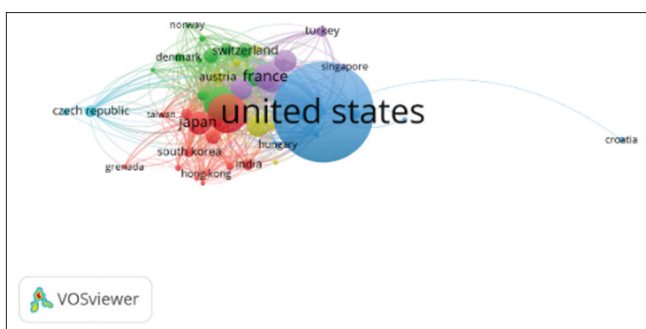 norway
turkey
denmark
switzerland
austria
france
singapore
czech republic
taiwan
japan
united states
hungary
croatia
south korea
grenada
india
hong kong
VOSviewer